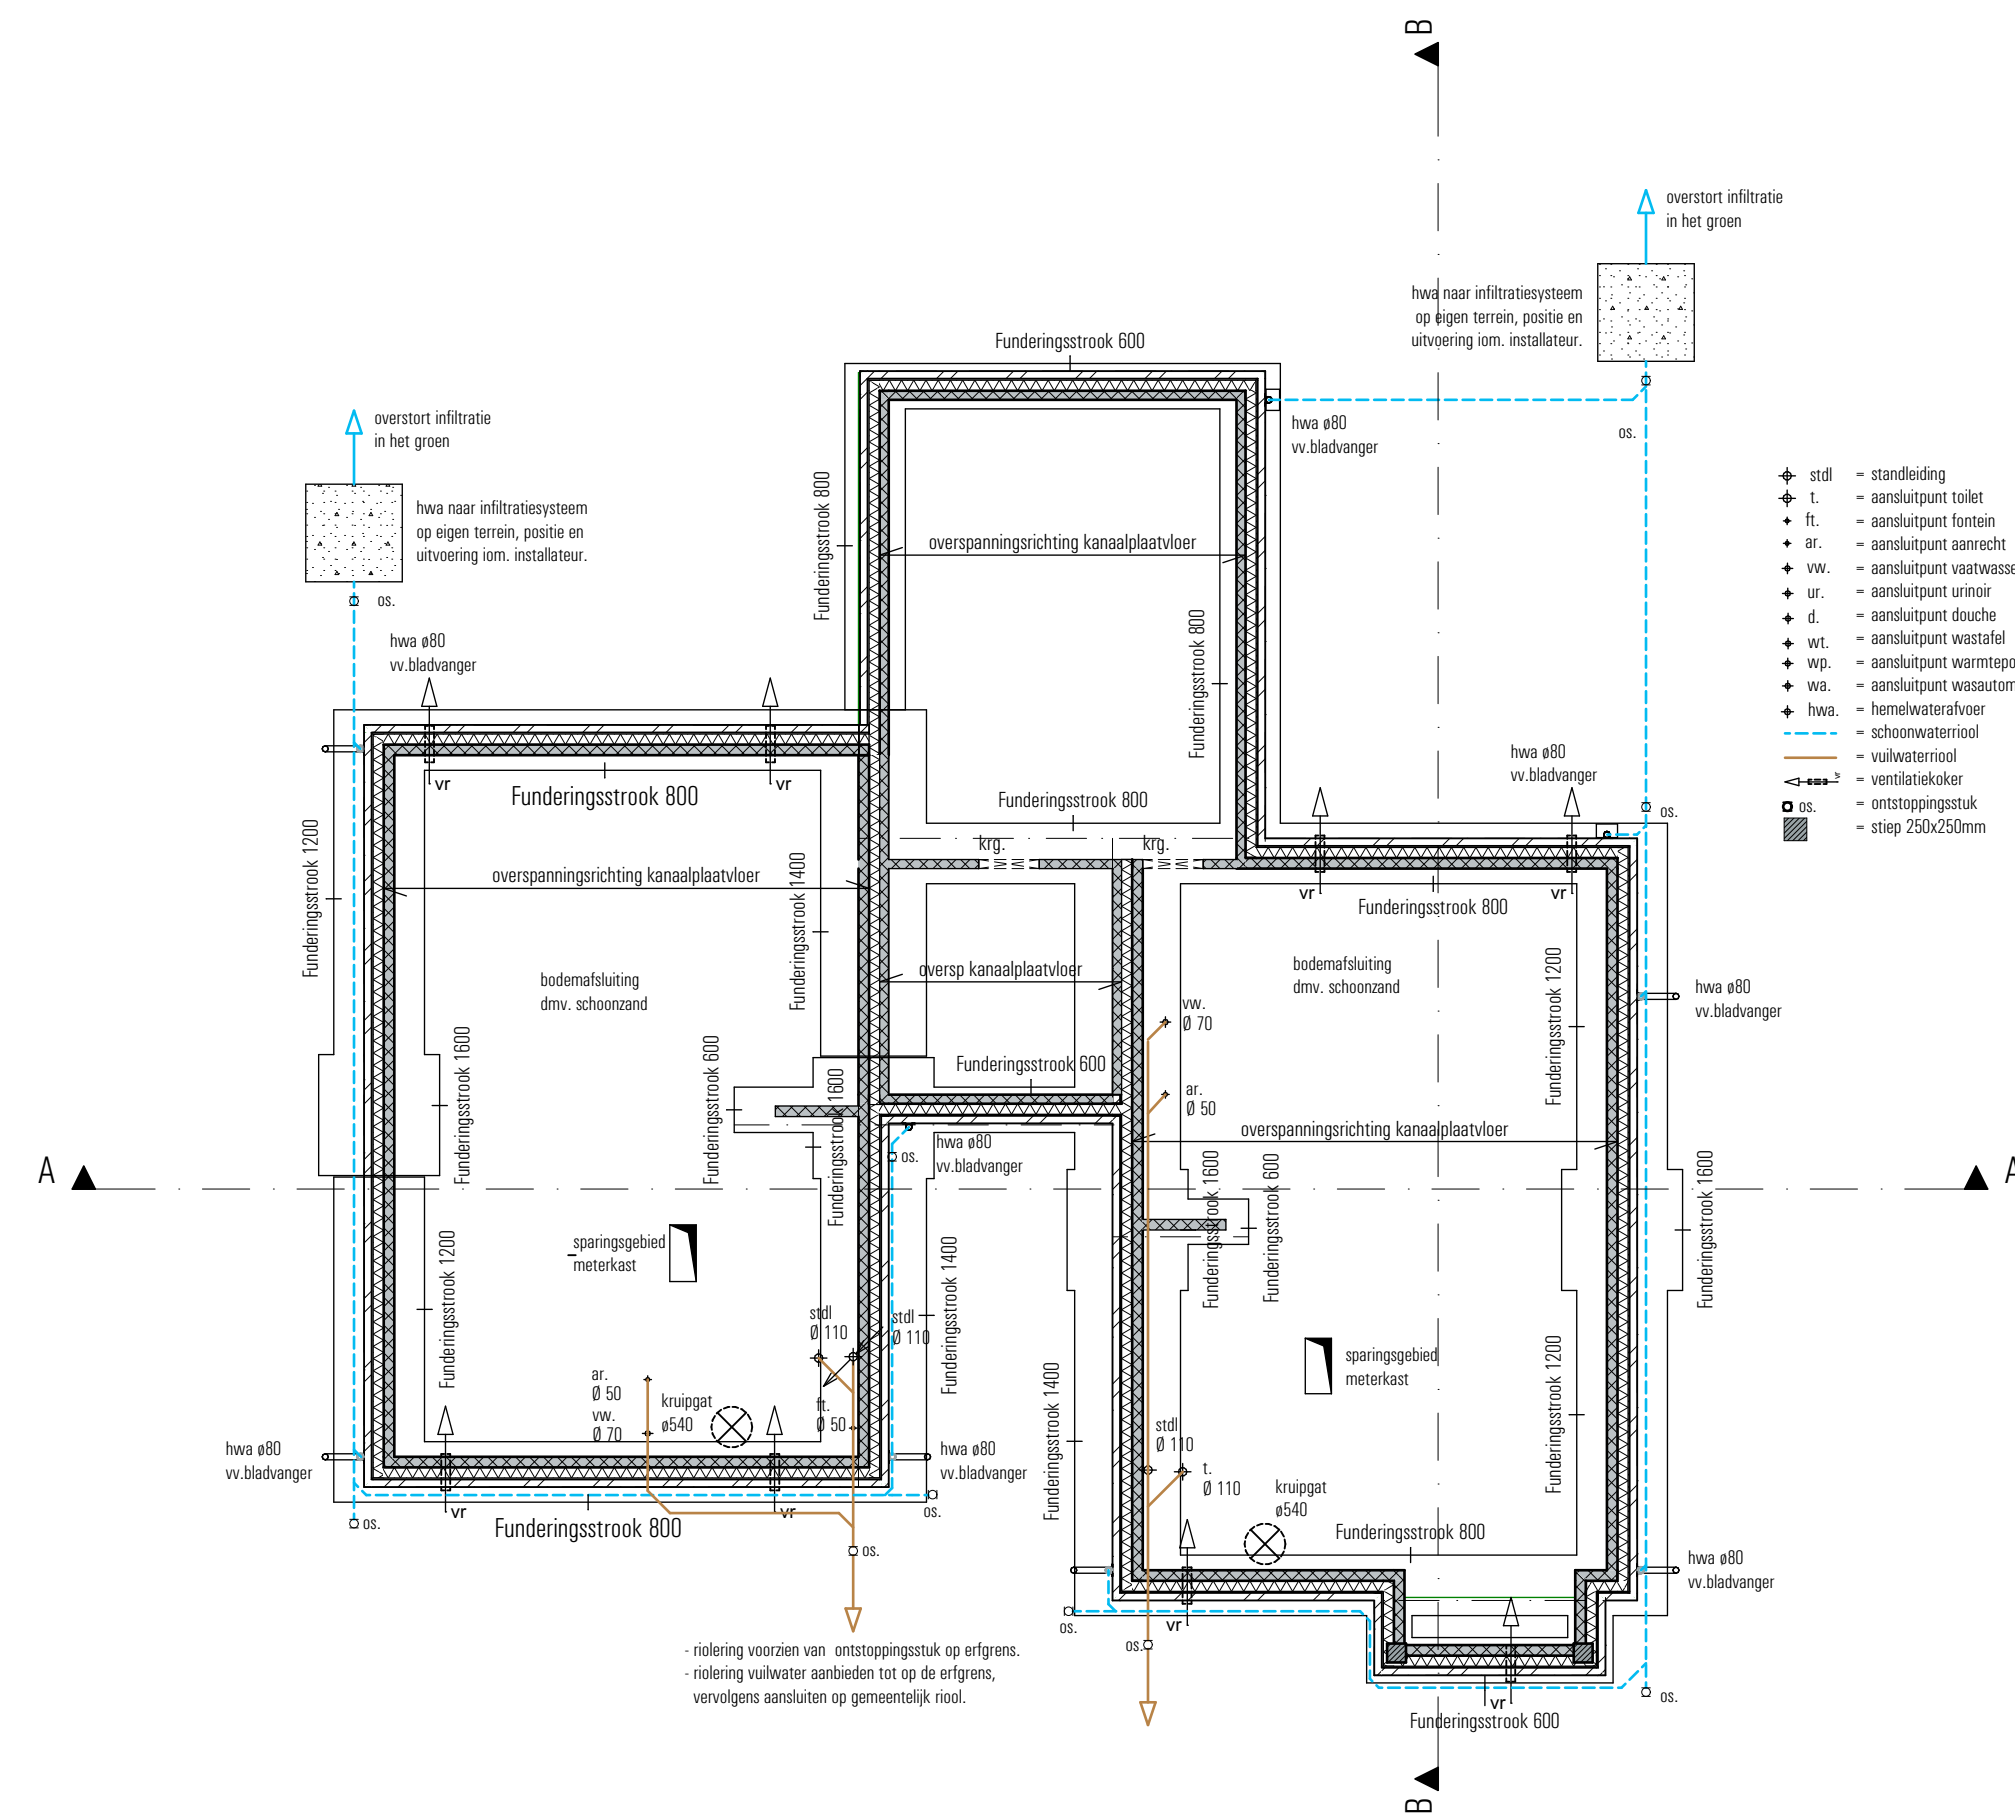 B
overstort infiltratie
in het groen
hwa naar infiltratiesysteem
op eigen terrein, positie en
uitvoering iom. installateur.
Funderingsstrook 600
os.
hwa ø80
vv.bladvanger
overstort infiltratie
in het groen
hwa naar infiltratiesysteem
op eigen terrein, positie en
uitvoering iom. installateur.
os.
hwa ø80
vv.bladvanger
Funderingsstrook 800
overspanningsrichting kanaalplaatvloer
Funderingsstrook 800
stdl = standleiding
t. = aansluitpunt toilet
ft. = aansluitpunt fontein
ar. = aansluitpunt aanrecht
vw. = aansluitpunt vaatwasse
ur. = aansluitpunt urinoir
d. = aansluitpunt douche
wt. = aansluitpunt wastafel
wp. = aansluitpunt warmtepo
wa. = aansluitpunt wasautom
hwa. = hemelwaterafvoer
= schoonwaterriool
= vuilwaterriool
= ventilatiekoker
os. = ontstoppingsstuk
= stiep 250x250mm
hwa ø80
vv.bladvanger
os.
vr
vr
Funderingsstrook 800
Funderingsstrook 800
krg.
krg.
Funderingsstrook 1200
overspanningsrichting kanaalplaatvloer
Funderingsstrook 1400
vr
vr
Funderingsstrook 800
bodemafsluiting
dmv. schoonzand
oversp kanaalplaatvloer
bodemafsluiting
dmv. schoonzand
Funderingsstrook 1200
hwa ø80
vv.bladvanger
vw.
Ø 70
Funderingsstrook 1600
Funderingsstrook 600
Funderingsstrook 1600
Funderingsstrook 600
ar.
Ø 50
overspanningsrichting kanaalplaatvloer
hwa ø80
vv.bladvanger
os.
A
A
Funderingsstrook 1600
Funderingsstrook 600
Funderingsstrook 1600
sparingsgebied
meterkast
Funderingsstrook 1200
Funderingsstrook 1400
stdl
Ø 110
stdl
Ø 110
sparingsgebied
meterkast
Funderingsstrook 1200
Funderingsstrook 1400
ar.
Ø 50
vw.
Ø 70
kruipgat
ø540
ft.
Ø 50
hwa ø80
vv.bladvanger
hwa ø80
vv.bladvanger
stdl
Ø 110
t.
Ø 110
kruipgat
ø540
os.
vr
vr
os.
Funderingsstrook 800
os.
Funderingsstrook 800
hwa ø80
vv.bladvanger
os.
vr
os.
- riolering voorzien van ontstoppingsstuk op erfgrens.
- riolering vuilwater aanbieden tot op de erfgrens,
vervolgens aansluiten op gemeentelijk riool.
vr
os.
Funderingsstrook 600
B